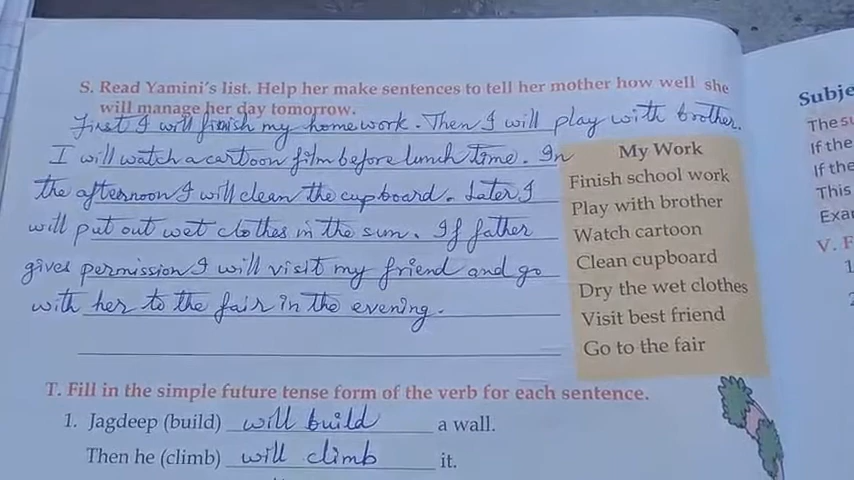 S. Read Yamini's list. Help her make sentences to tell her mother how well she
will manage her day tomorrow.
First I will finish my homework. Then I will play with brother.
I will watch a cartoon film before lunch time. In
the afternoon I will clean the cupboard. Later I
will put out wet clothes in the sun. If father
gives permission I will visit my friend and go
with her to the fair in the evening.
My Work
Finish school work
Play with brother
Watch cartoon
Clean cupboard
Dry the wet clothes
Visit best friend
Go to the fair
T. Fill in the simple future tense form of the verb for each sentence.
1. Jagdeep (build) will build a wall.
Then he (climb) will climb it.
Subje
The su
If the
If the
This
Exar
V. F
1
2